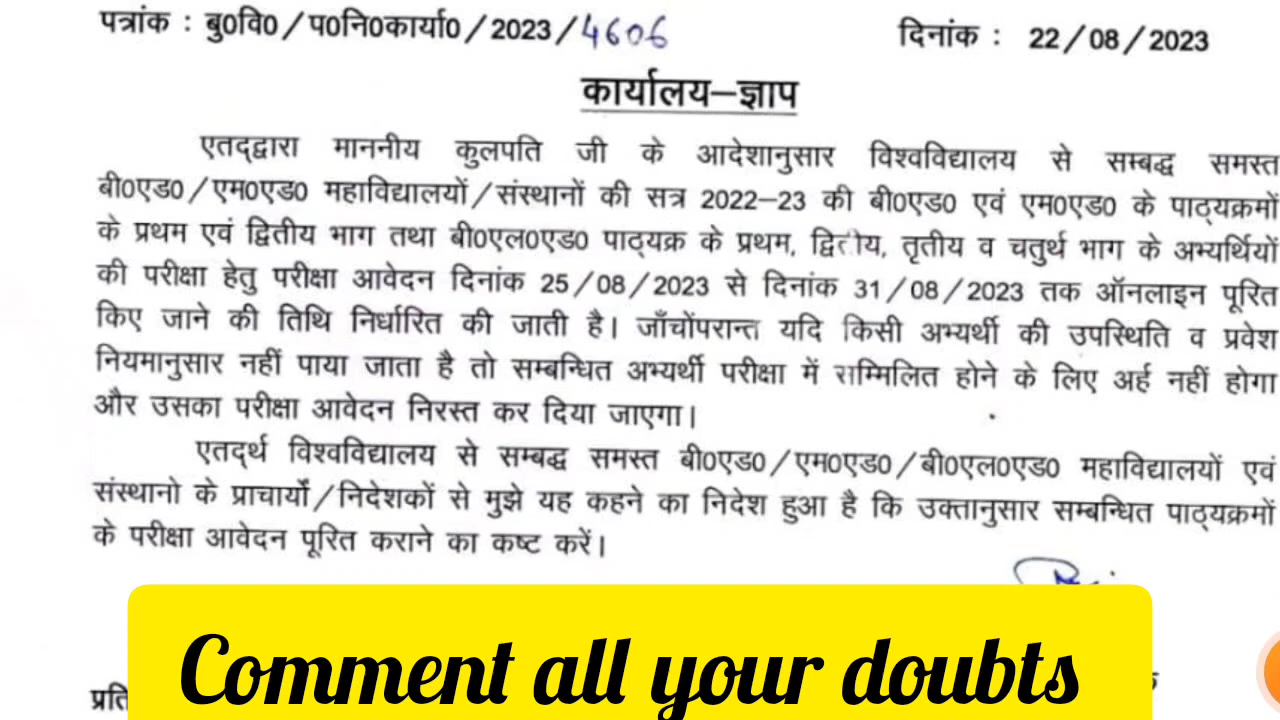 पत्रांक : बु0वि0/प0नि0कार्या0/2023/4606 दिनांक : 22/08/2023
कार्यालय–ज्ञाप
एतद्द्वारा माननीय कुलपति जी के आदेशानुसार विश्वविद्यालय से सम्बद्ध समस्त
बी0एड0/एम0एड0 महाविद्यालयों/संस्थानों की सत्र 2022–23 की बी0एड0 एवं एम0एड0 के पाठ्यक्रमों
के प्रथम एवं द्वितीय भाग तथा बी0एल0एड0 पाठ्यक्र के प्रथम, द्वितीय, तृतीय व चतुर्थ भाग के अभ्यर्थियों
की परीक्षा हेतु परीक्षा आवेदन दिनांक 25/08/2023 से दिनांक 31/08/2023 तक ऑनलाइन पूरित
किए जाने की तिथि निर्धारित की जाती है। जाँचोंपरान्त यदि किसी अभ्यर्थी की उपस्थिति व प्रवेश
नियमानुसार नहीं पाया जाता है तो सम्बन्धित अभ्यर्थी परीक्षा में सम्मिलित होने के लिए अर्ह नहीं होगा
और उसका परीक्षा आवेदन निरस्त कर दिया जाएगा।
एतदर्थ विश्वविद्यालय से सम्बद्ध समस्त बी0एड0/एम0एड0/बी0एल0एड0 महाविद्यालयों एवं
संस्थानो के प्राचार्यों/निदेशकों से मुझे यह कहने का निदेश हुआ है कि उक्तानुसार सम्बन्धित पाठ्यक्रमों
के परीक्षा आवेदन पूरित कराने का कष्ट करें।
Comment all your doubts